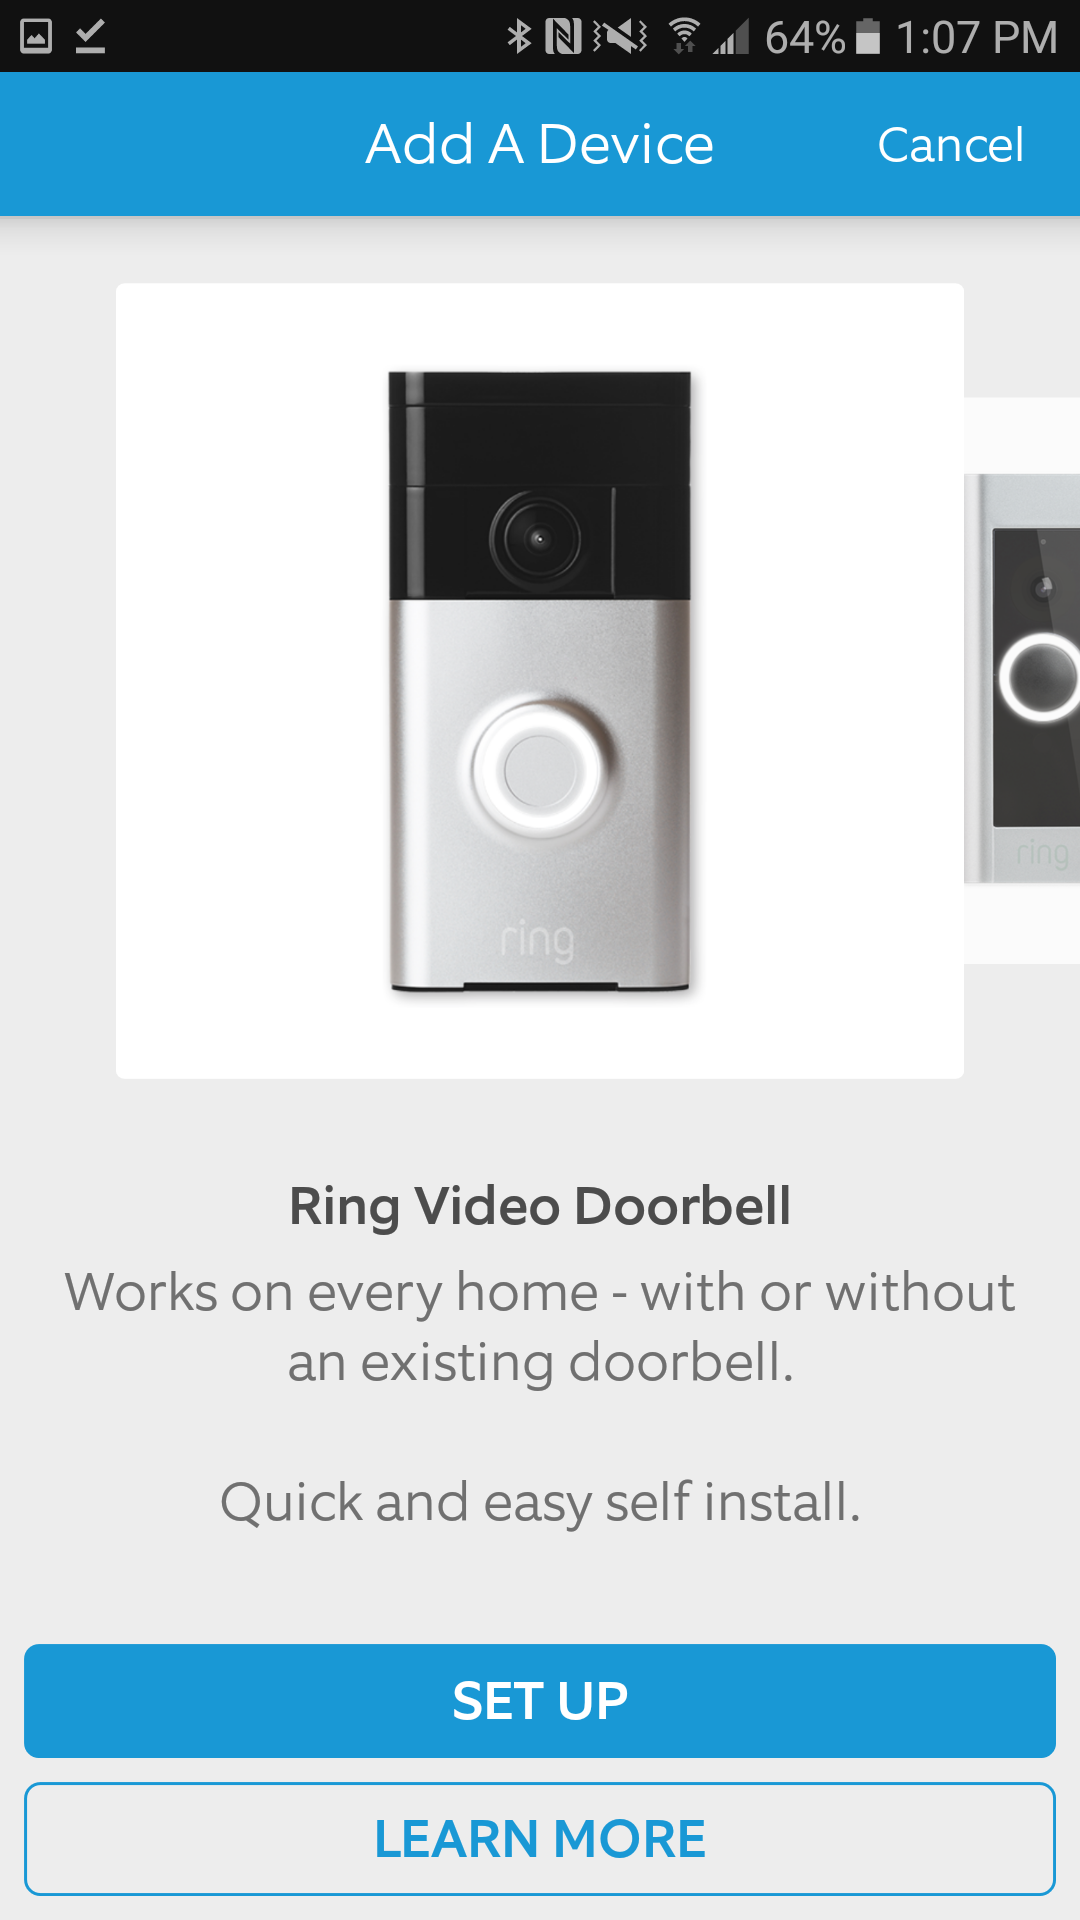 64% 1:07 PM
Add A Device
Cancel
ring
ring
Ring Video Doorbell
Works on every home - with or without
an existing doorbell.
Quick and easy self install.
SET UP
LEARN MORE